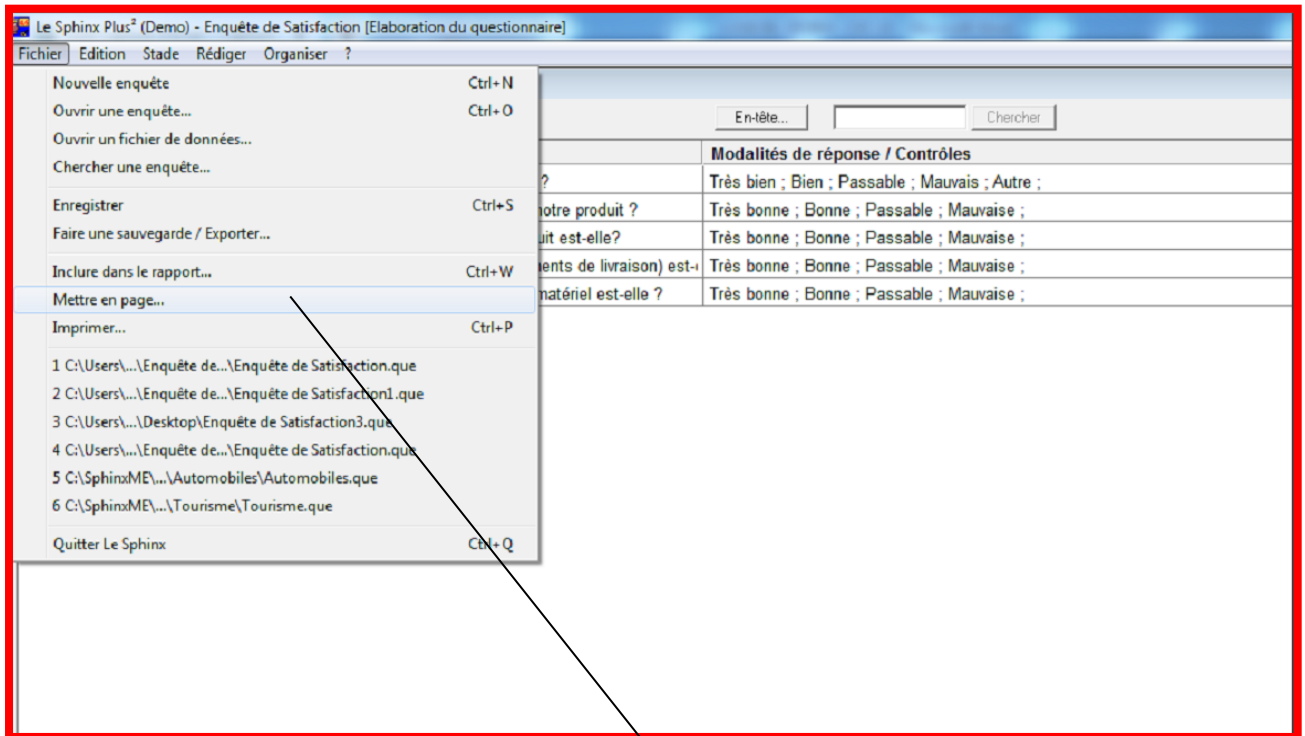 Le Sphinx Plus² (Demo) - Enquête de Satisfaction [Elaboration du questionnaire]
Fichier Edition Stade Rédiger Organiser ?
Nouvelle enquête Ctrl+N
Ouvrir une enquête... Ctrl+O
Ouvrir un fichier de données...
Chercher une enquête...
Enregistrer Ctrl+S
Faire une sauvegarde / Exporter...
Inclure dans le rapport... Ctrl+W
Mettre en page...
Imprimer... Ctrl+P
1 C:\Users\...\Enquête de...\Enquête de Satisfaction.que
2 C:\Users\...\Enquête de...\Enquête de Satisfaction1.que
3 C:\Users\...\Desktop\Enquête de Satisfaction3.que
4 C:\Users\...\Enquête de...\Enquête de Satisfaction.que
5 C:\SphinxME\...\Automobiles\Automobiles.que
6 C:\SphinxME\...\Tourisme\Tourisme.que
Quitter Le Sphinx Ctrl+Q
En-tête... Chercher
Modalités de réponse / Contrôles
? Très bien ; Bien ; Passable ; Mauvais ; Autre ;
notre produit ? Très bonne ; Bonne ; Passable ; Mauvaise ;
uit est-elle? Très bonne ; Bonne ; Passable ; Mauvaise ;
ents de livraison) est- Très bonne ; Bonne ; Passable ; Mauvaise ;
matériel est-elle ? Très bonne ; Bonne ; Passable ; Mauvaise ;